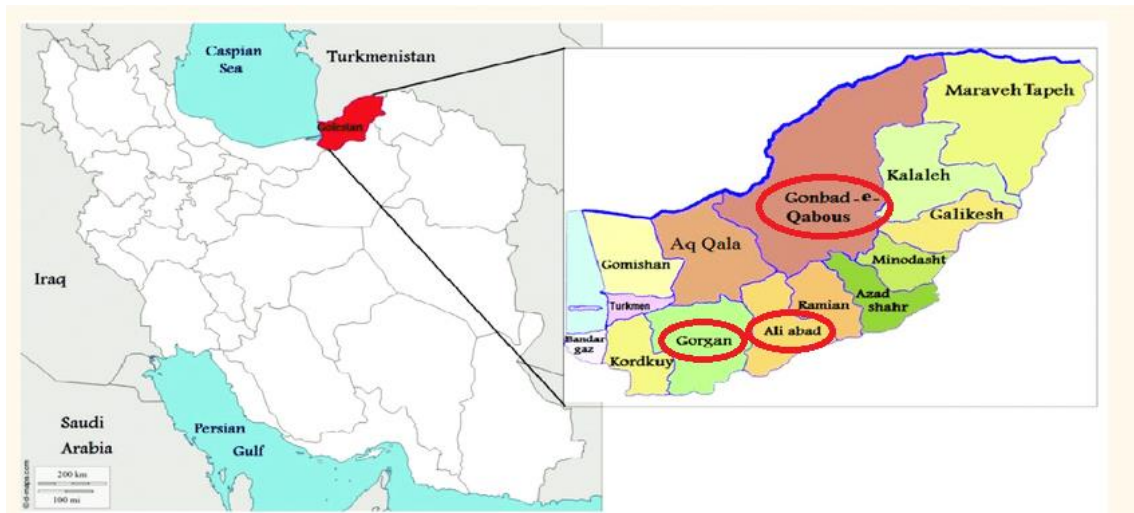 Caspian
Sea
Turkmenistan
Golestan
Iraq
Saudi
Arabia
Persian
Gulf
200 km
100 mi
© d-maps.com
Maraveh Tapeh
Kalaleh
Gonbad -e-
Qabous
Galikesh
Aq Qala
Minodasht
Gomishan
Azad
shahr
Ramian
Turkmen
Ali abad
Gorgan
Bandar
gaz
Kordkuy